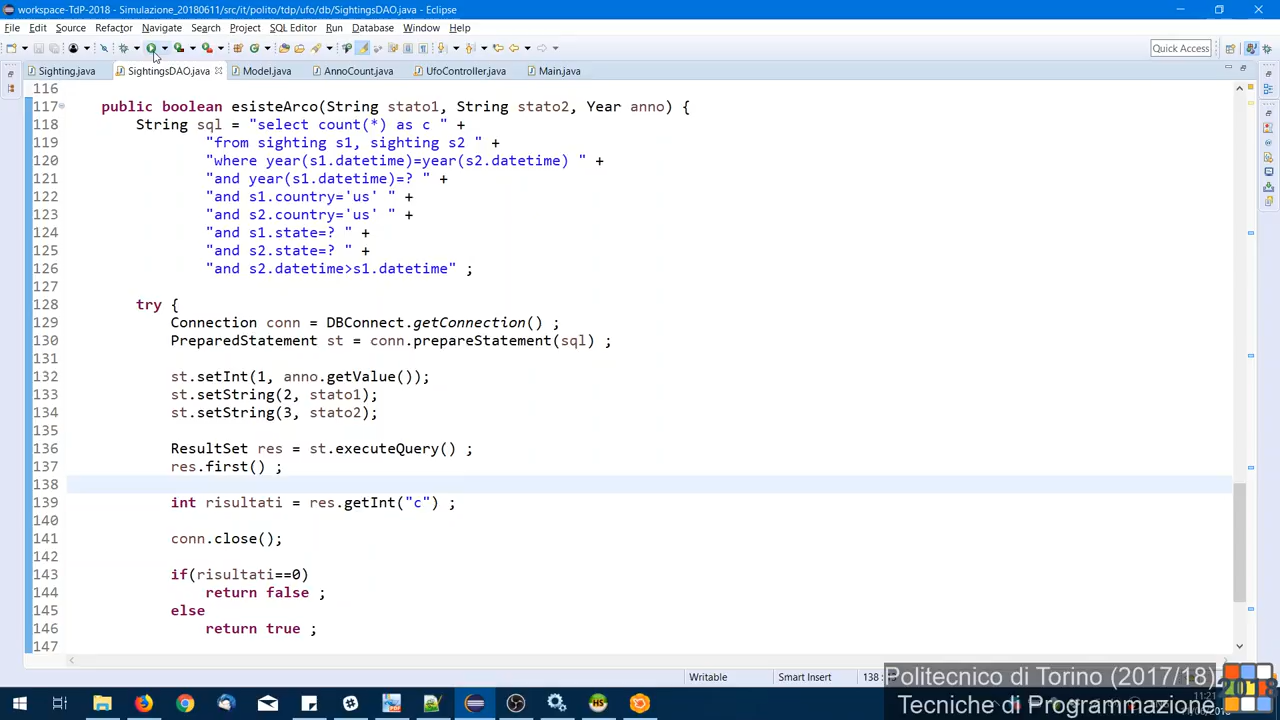 workspace-TdP-2018 - Simulazione_20180611/src/it/polito/tdp/ufo/db/SightingsDAO.java - Eclipse
File Edit Source Refactor Navigate Search Project SQL Editor Run Database Window Help
Quick Access
Sighting.java SightingsDAO.java Model.java AnnoCount.java UfoController.java Main.java
116
117 public boolean esisteArco(String stato1, String stato2, Year anno) {
118 String sql = "select count(*) as c " +
119 "from sighting s1, sighting s2 " +
120 "where year(s1.datetime)=year(s2.datetime) " +
121 "and year(s1.datetime)=? " +
122 "and s1.country='us' " +
123 "and s2.country='us' " +
124 "and s1.state=? " +
125 "and s2.state=? " +
126 "and s2.datetime>s1.datetime" ;
127
128 try {
129 Connection conn = DBConnect.getConnection() ;
130 PreparedStatement st = conn.prepareStatement(sql) ;
131
132 st.setInt(1, anno.getValue());
133 st.setString(2, stato1);
134 st.setString(3, stato2);
135
136 ResultSet res = st.executeQuery() ;
137 res.first() ;
138
139 int risultati = res.getInt("c") ;
140
141 conn.close();
142
143 if(risultati==0)
144 return false ;
145 else
146 return true ;
147
Writable Smart Insert 138 :
Politecnico di Torino (2017/18)
Tecniche di Programmazione
2018
11:21